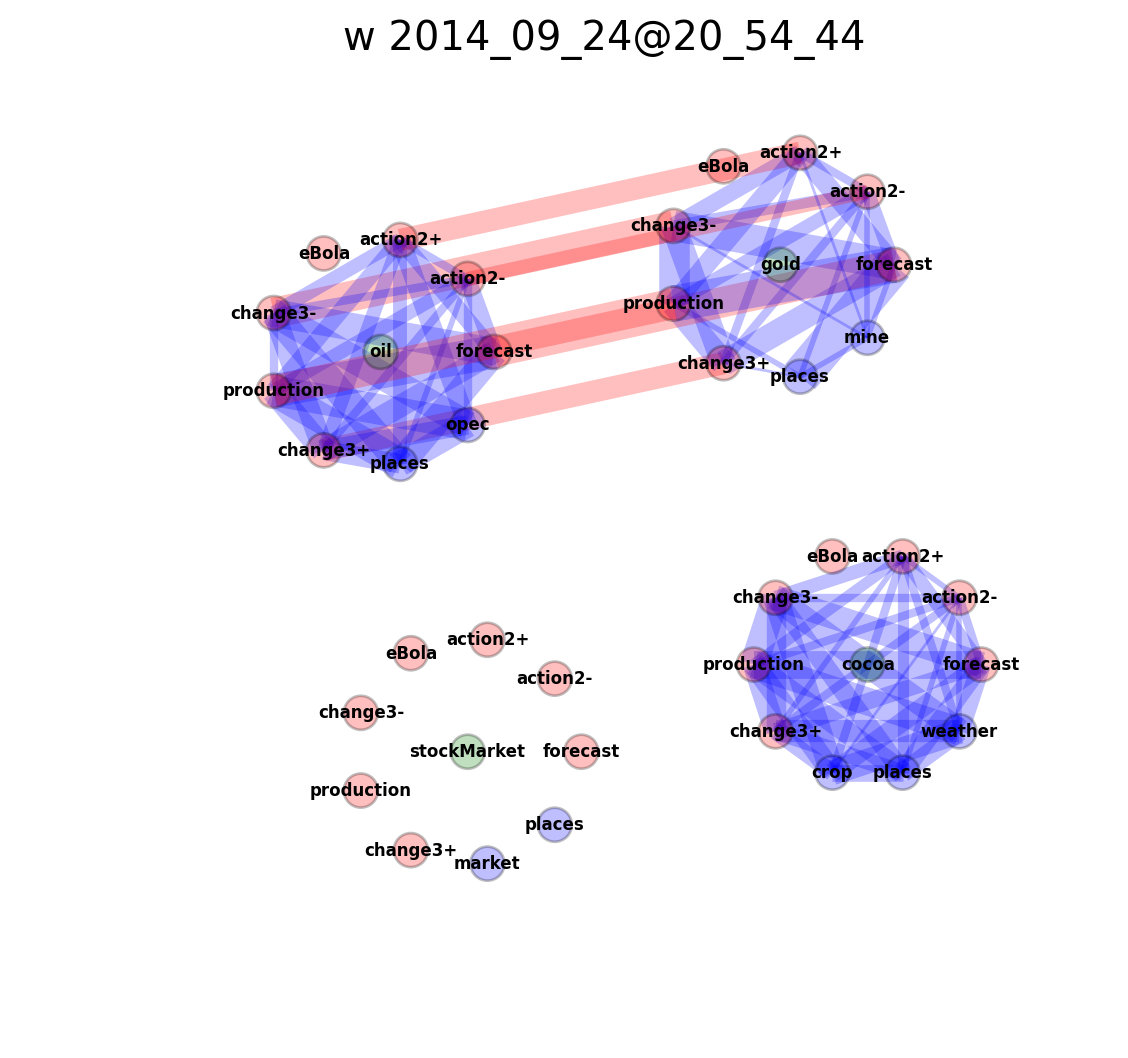 w 2014_09_24@20_54_44
eBola
action2+
action2-
change3-
gold
forecast
production
mine
change3+
places
eBola
action2+
action2-
change3-
oil
forecast
production
opec
change3+
places
eBola
action2+
change3-
action2-
production
cocoa
forecast
change3+
weather
crop
places
eBola
action2+
action2-
change3-
stockMarket
forecast
production
places
change3+
market